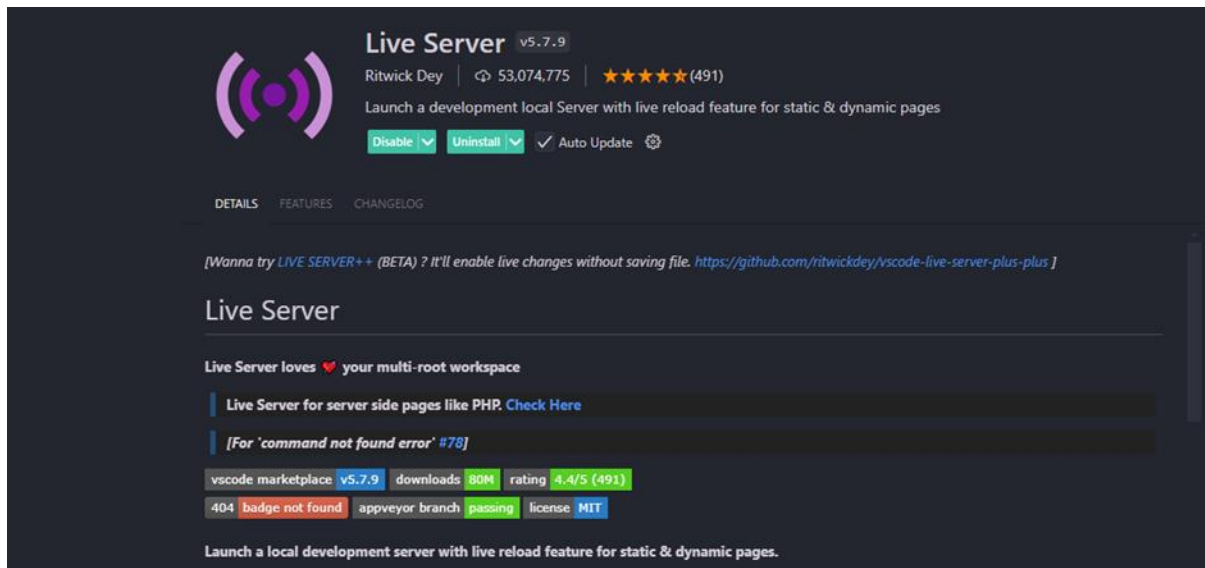 Live Server v5.7.9
Ritwick Dey 53,074,775 (491)
Launch a development local Server with live reload feature for static & dynamic pages
Disable Uninstall Auto Update
DETAILS FEATURES CHANGELOG
[Wanna try LIVE SERVER++ (BETA) ? It'll enable live changes without saving file. https://github.com/ritwickdey/vscode-live-server-plus-plus ]
Live Server
Live Server loves ❤ your multi-root workspace
Live Server for server side pages like PHP. Check Here
[For 'command not found error' #78]
vscode marketplace v5.7.9 downloads 80M rating 4.4/5 (491)
404 badge not found appveyor branch passing license MIT
Launch a local development server with live reload feature for static & dynamic pages.